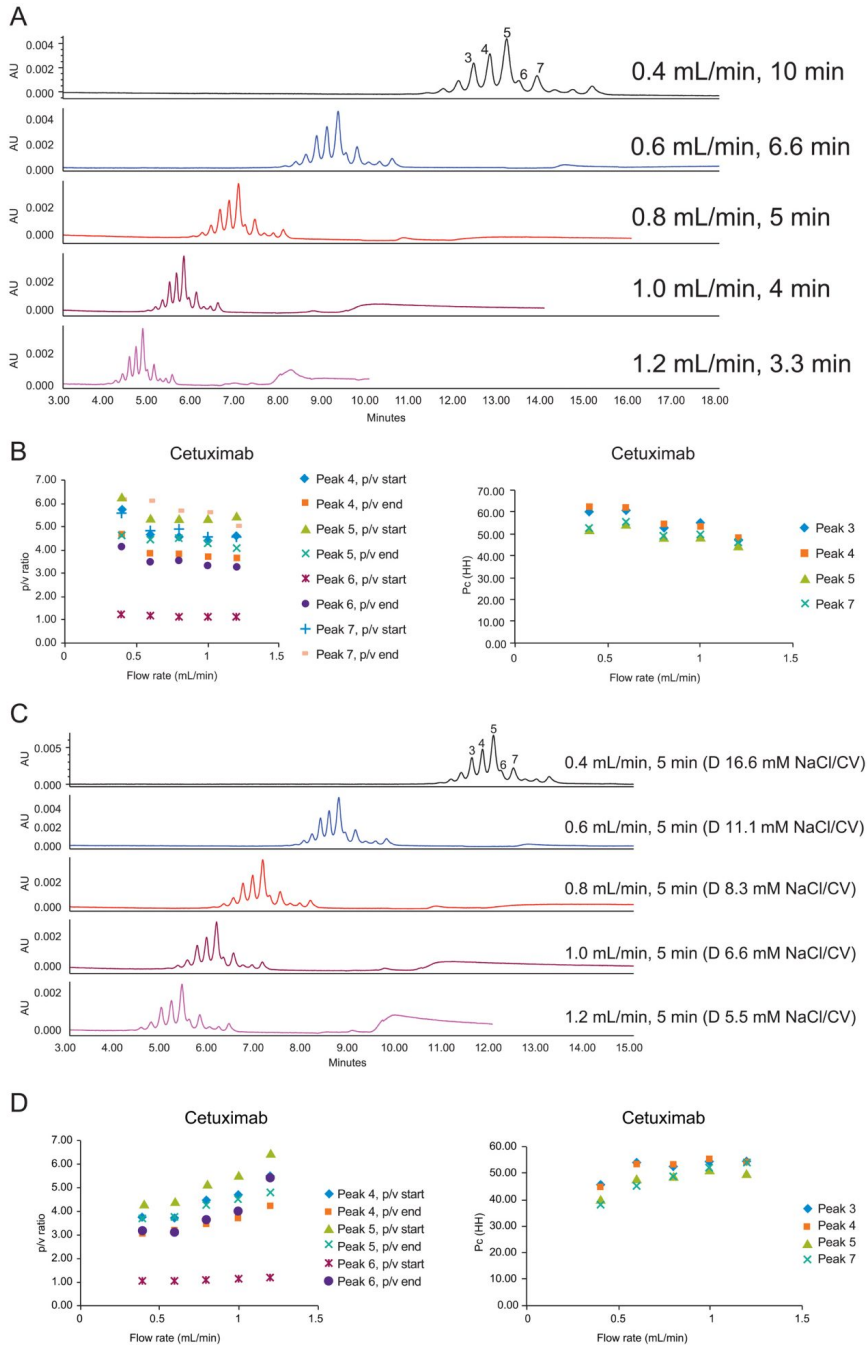 A
5
4
3
7
6
AU
0.004
0.002
0.000
0.4 mL/min, 10 min
AU
0.004
0.002
0.000
0.6 mL/min, 6.6 min
AU
0.002
0.000
0.8 mL/min, 5 min
AU
0.002
0.000
1.0 mL/min, 4 min
AU
0.002
0.000
1.2 mL/min, 3.3 min
3.00 4.00 5.00 6.00 7.00 8.00 9.00 10.00 11.00 12.00 13.00 14.00 15.00 16.00 17.00 18.00
Minutes
B
Cetuximab
7.00
6.00
5.00
4.00
3.00
2.00
1.00
0.00
p/v ratio
0 0.5 1 1.5
Flow rate (mL/min)
Peak 4, p/v start
Peak 4, p/v end
Peak 5, p/v start
Peak 5, p/v end
Peak 6, p/v start
Peak 6, p/v end
Peak 7, p/v start
Peak 7, p/v end
Cetuximab
70.00
60.00
50.00
40.00
30.00
20.00
10.00
0.00
Pc (HH)
0 0.5 1 1.5
Flow rate (mL/min)
Peak 3
Peak 4
Peak 5
Peak 7
C
5
3 4
6 7
AU
0.005
0.000
0.4 mL/min, 5 min (D 16.6 mM NaCl/CV)
AU
0.004
0.002
0.000
0.6 mL/min, 5 min (D 11.1 mM NaCl/CV)
AU
0.002
0.000
0.8 mL/min, 5 min (D 8.3 mM NaCl/CV)
AU
0.002
0.000
1.0 mL/min, 5 min (D 6.6 mM NaCl/CV)
AU
0.002
0.000
1.2 mL/min, 5 min (D 5.5 mM NaCl/CV)
3.00 4.00 5.00 6.00 7.00 8.00 9.00 10.00 11.00 12.00 13.00 14.00 15.00
Minutes
D
Cetuximab
7.00
6.00
5.00
4.00
3.00
2.00
1.00
0.00
p/v ratio
0 0.5 1 1.5
Flow rate (mL/min)
Peak 4, p/v start
Peak 4, p/v end
Peak 5, p/v start
Peak 5, p/v end
Peak 6, p/v start
Peak 6, p/v end
Cetuximab
60.00
50.00
40.00
30.00
20.00
10.00
0.00
Pc (HH)
0 0.5 1 1.5
Flow rate (mL/min)
Peak 3
Peak 4
Peak 5
Peak 7